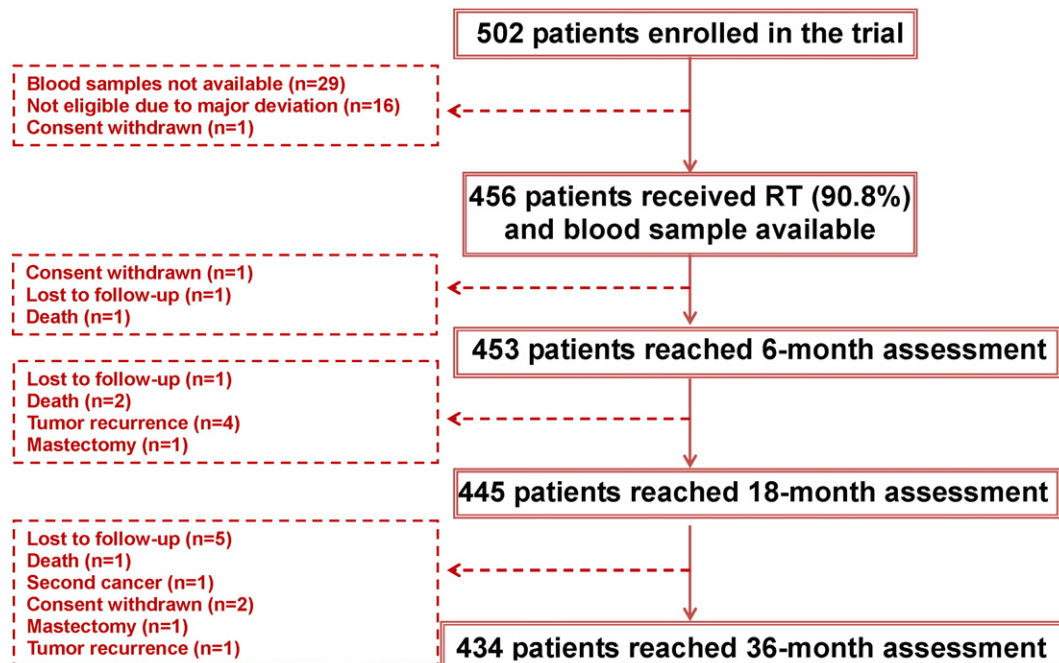 502 patients enrolled in the trial
Blood samples not available (n=29)
Not eligible due to major deviation (n=16)
Consent withdrawn (n=1)
456 patients received RT (90.8%)
and blood sample available
Consent withdrawn (n=1)
Lost to follow-up (n=1)
Death (n=1)
453 patients reached 6-month assessment
Lost to follow-up (n=1)
Death (n=2)
Tumor recurrence (n=4)
Mastectomy (n=1)
445 patients reached 18-month assessment
Lost to follow-up (n=5)
Death (n=1)
Second cancer (n=1)
Consent withdrawn (n=2)
Mastectomy (n=1)
Tumor recurrence (n=1)
434 patients reached 36-month assessment